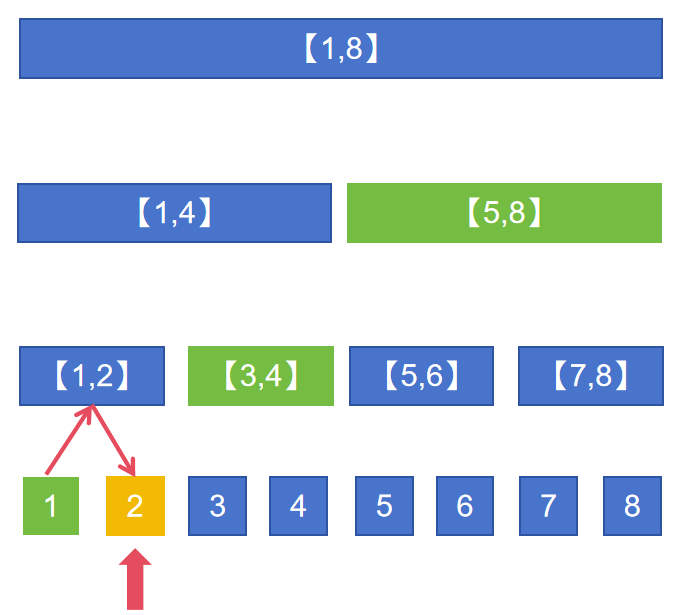 【1,8】
【1,4】 【5,8】
【1,2】 【3,4】 【5,6】 【7,8】
1 2 3 4 5 6 7 8